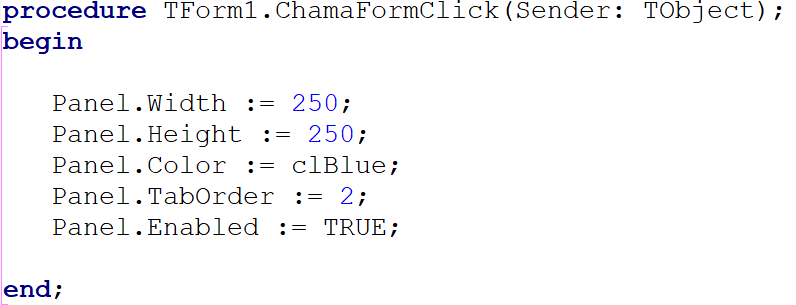 procedure TForm1.ChamaFormClick(Sender: TObject);
begin
Panel.Width := 250;
Panel.Height := 250;
Panel.Color := clBlue;
Panel.TabOrder := 2;
Panel.Enabled := TRUE;
end;